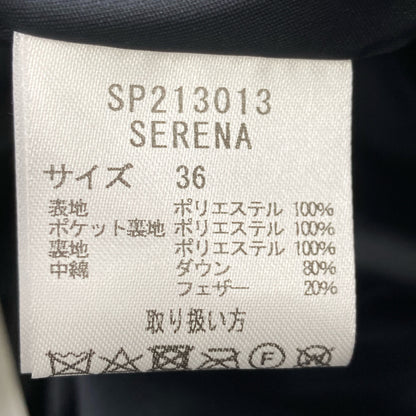 SP213013
SERENA
サイズ 36
表地 ポリエステル 100%
ポケット裏地 ポリエステル 100%
裏地 ポリエステル 100%
中綿 ダウン 80%
フェザー 20%
取り扱い方
F